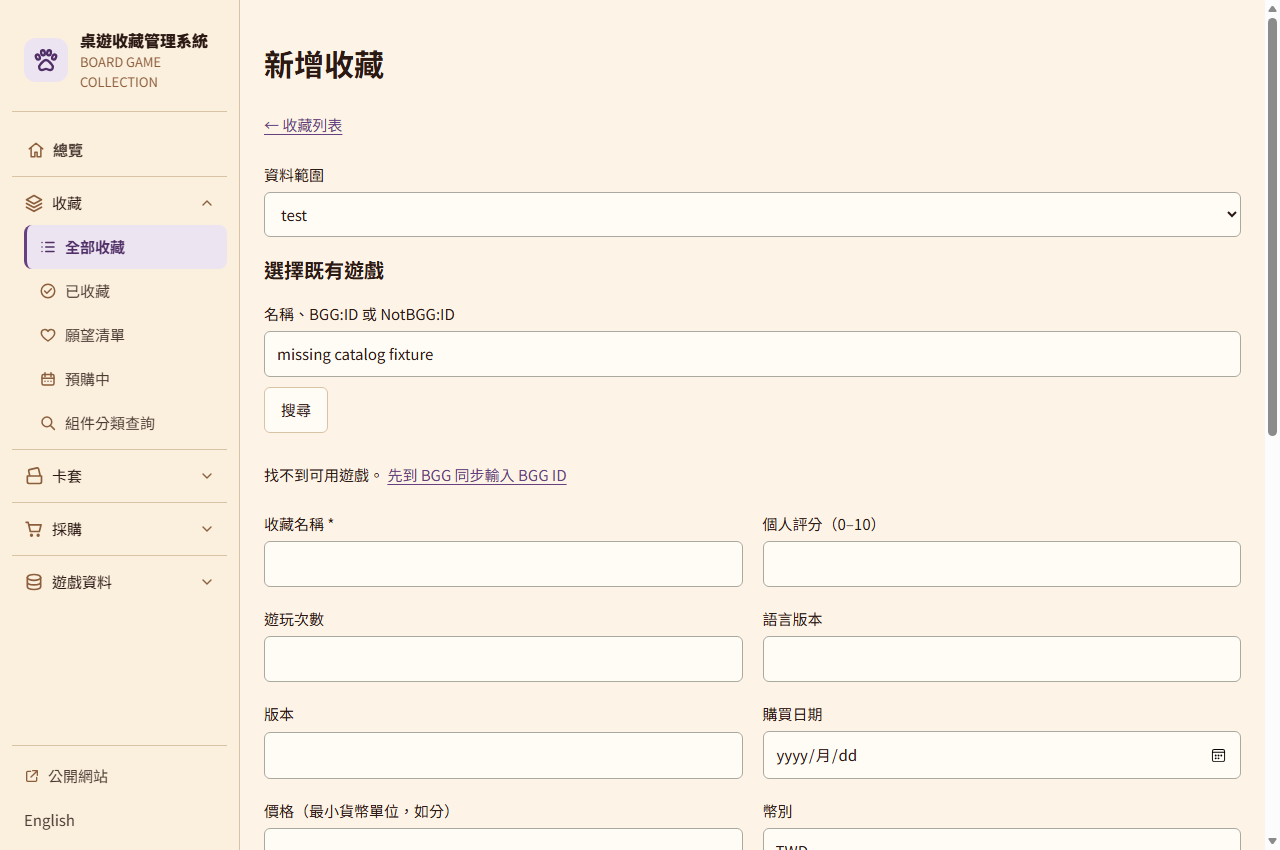 桌遊收藏管理系統
BOARD GAME
COLLECTION
總覽
收藏
全部收藏
已收藏
願望清單
預購中
組件分類查詢
卡套
採購
遊戲資料
公開網站
English
新增收藏
← 收藏列表
資料範圍
test
選擇既有遊戲
名稱、BGG:ID 或 NotBGG:ID
missing catalog fixture
搜尋
找不到可用遊戲。 先到 BGG 同步輸入 BGG ID
收藏名稱 *
個人評分（0–10）
遊玩次數
語言版本
版本
購買日期
yyyy/月/dd
價格（最小貨幣單位，如分）
幣別
TWD